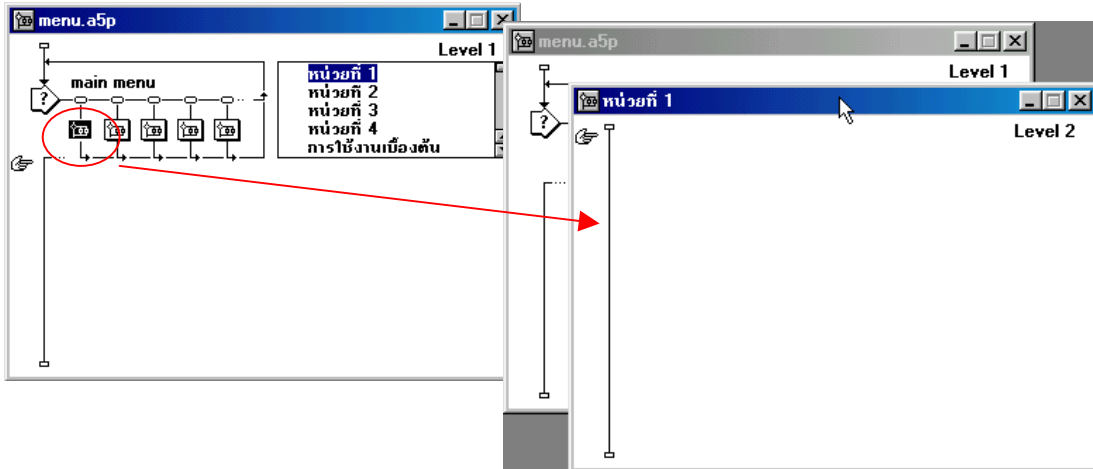 menu.a5p
Level 1
main menu
หน่วยที่ 1
หน่วยที่ 2
หน่วยที่ 3
หน่วยที่ 4
การใช้งานเบื้องต้น
menu.a5p
Level 1
หน่วยที่ 1
Level 2